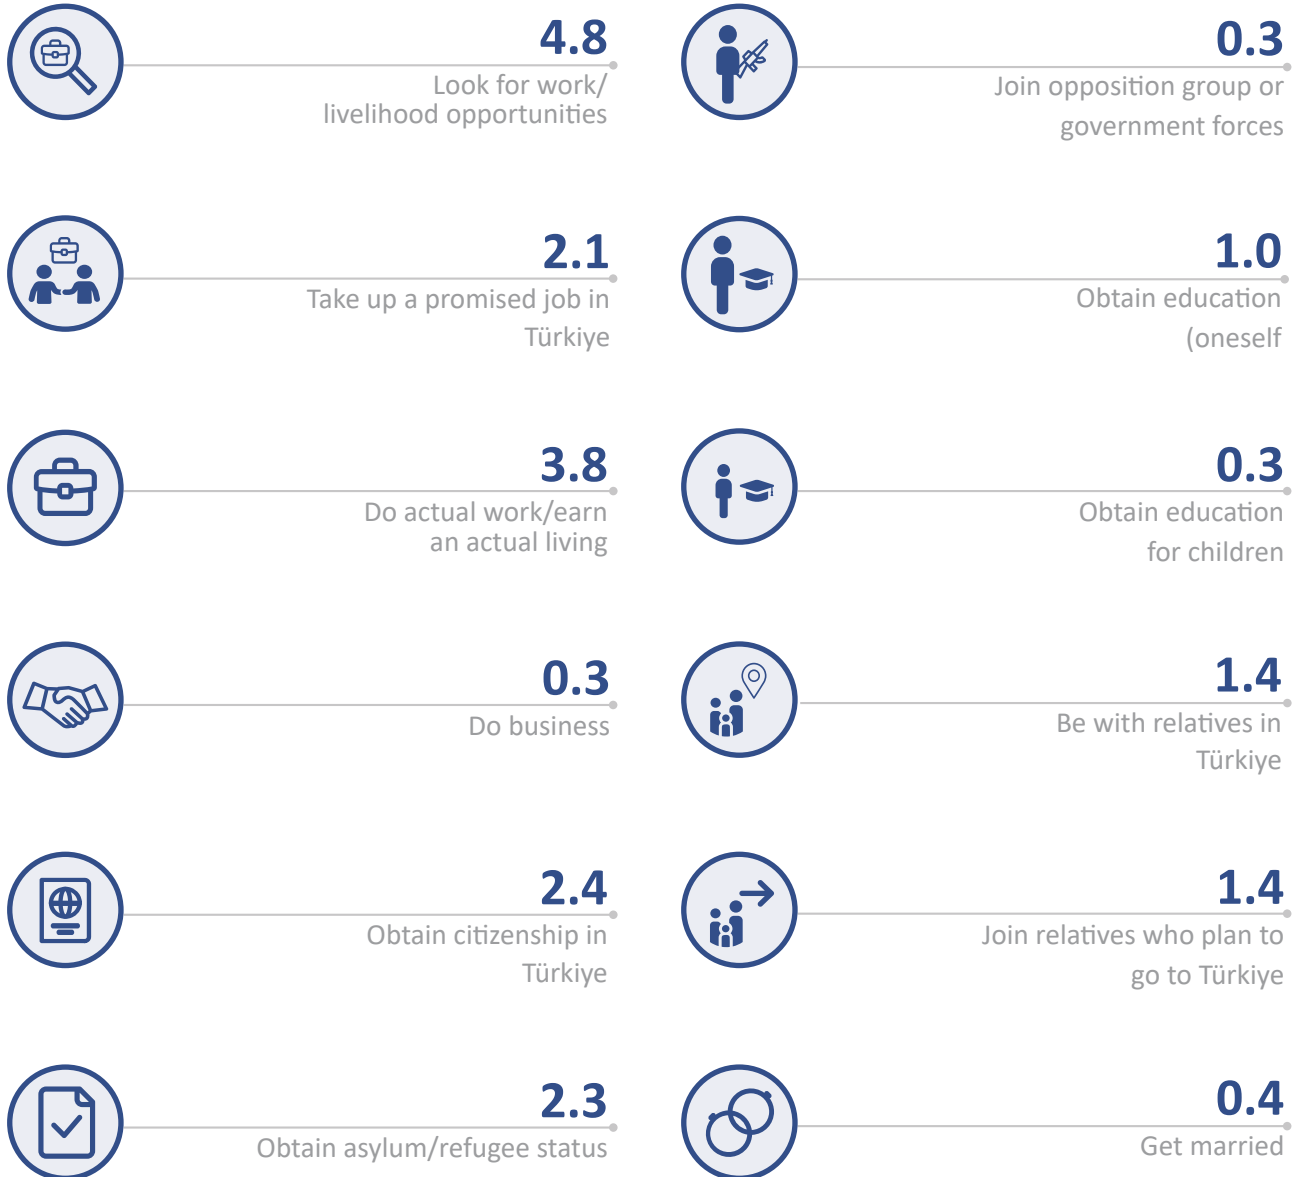 4.8
Look for work/
livelihood opportunities
0.3
Join opposition group or
government forces
2.1
Take up a promised job in
Türkiye
1.0
Obtain education
(oneself
3.8
Do actual work/earn
an actual living
0.3
Obtain education
for children
0.3
Do business
1.4
Be with relatives in
Türkiye
2.4
Obtain citizenship in
Türkiye
1.4
Join relatives who plan to
go to Türkiye
2.3
Obtain asylum/refugee status
0.4
Get married